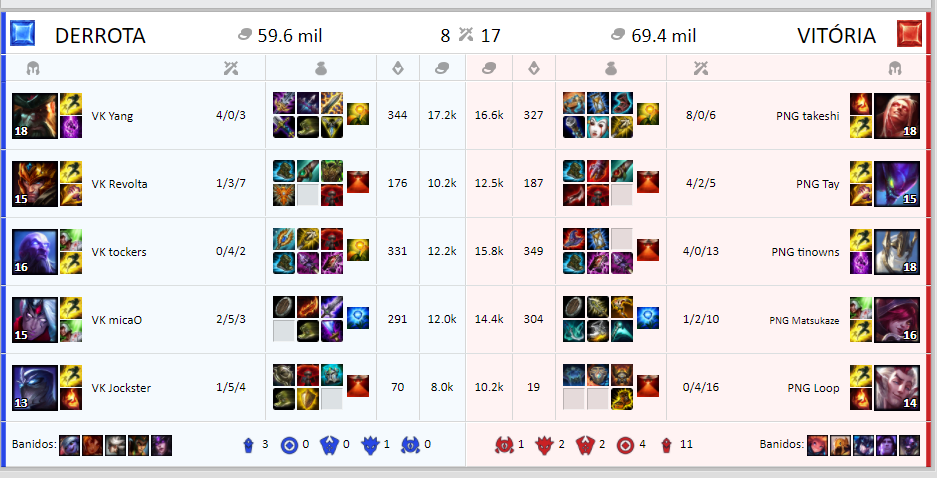 DERROTA 59.6 mil 8 17 69.4 mil VITÓRIA
18 VK Yang 4/0/3 344 17.2k 16.6k 327 8/0/6 PNG takeshi 18
15 VK Revolta 1/3/7 176 10.2k 12.5k 187 4/2/5 PNG Tay 15
16 VK tockers 0/4/2 331 12.2k 15.8k 349 4/0/13 PNG tinowns 18
15 VK micaO 2/5/3 291 12.0k 14.4k 304 1/2/10 PNG Matsukaze 16
13 VK Jockster 1/5/4 70 8.0k 10.2k 19 0/4/16 PNG Loop 14
Banidos: 3 0 0 1 0 1 2 2 4 11 Banidos: